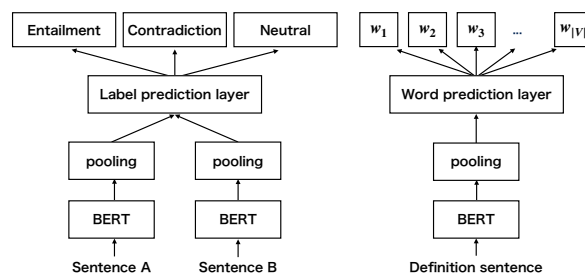 Entailment Contradiction Neutral w1 w2 w3 ... w|V|
Label prediction layer Word prediction layer
pooling pooling pooling
BERT BERT BERT
Sentence A Sentence B Definition sentence